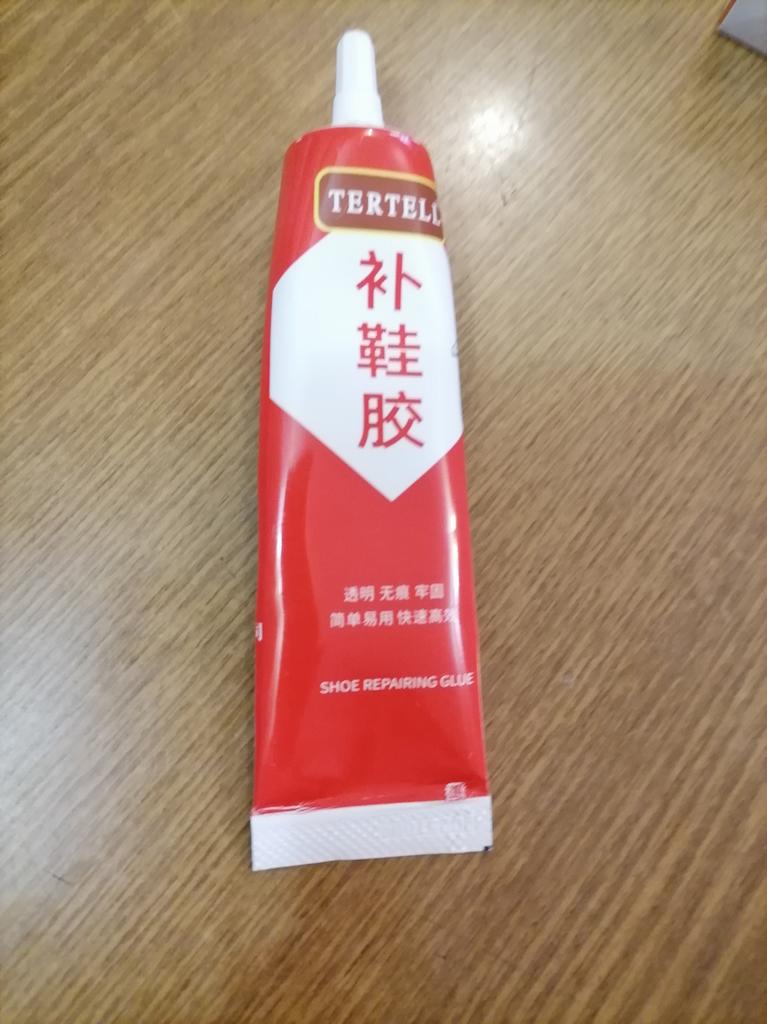 TERTELL
补鞋胶
透明 无痕 牢固
简单易用 快速高效
SHOE REPAIRING GLUE